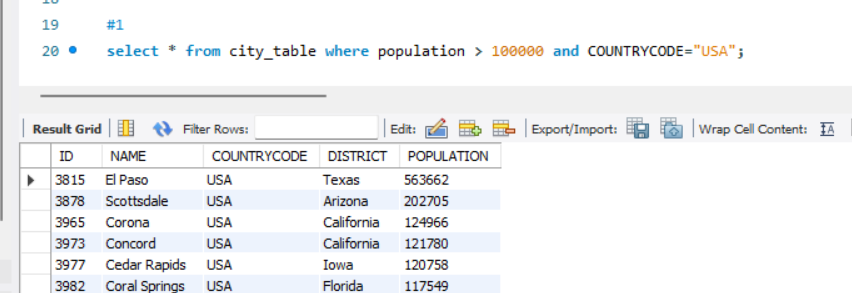 19 #1
20 select * from city_table where population > 100000 and COUNTRYCODE="USA";
Result Grid Filter Rows: Edit: Export/Import: Wrap Cell Content: IA
ID NAME COUNTRYCODE DISTRICT POPULATION
3815 El Paso USA Texas 563662
3878 Scottsdale USA Arizona 202705
3965 Corona USA California 124966
3973 Concord USA California 121780
3977 Cedar Rapids USA Iowa 120758
3982 Coral Springs USA Florida 117549